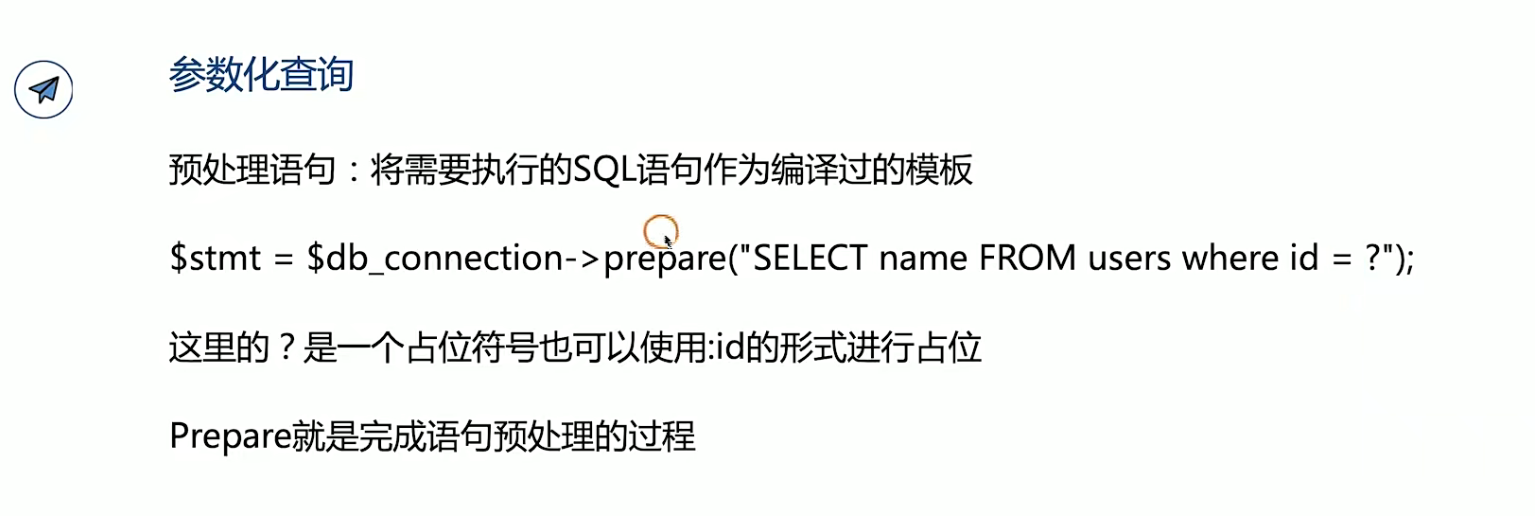 参数化查询
预处理语句：将需要执行的SQL语句作为编译过的模板
$stmt = $db_connection->prepare("SELECT name FROM users where id = ?");
这里的？是一个占位符号也可以使用:id的形式进行占位
Prepare就是完成语句预处理的过程